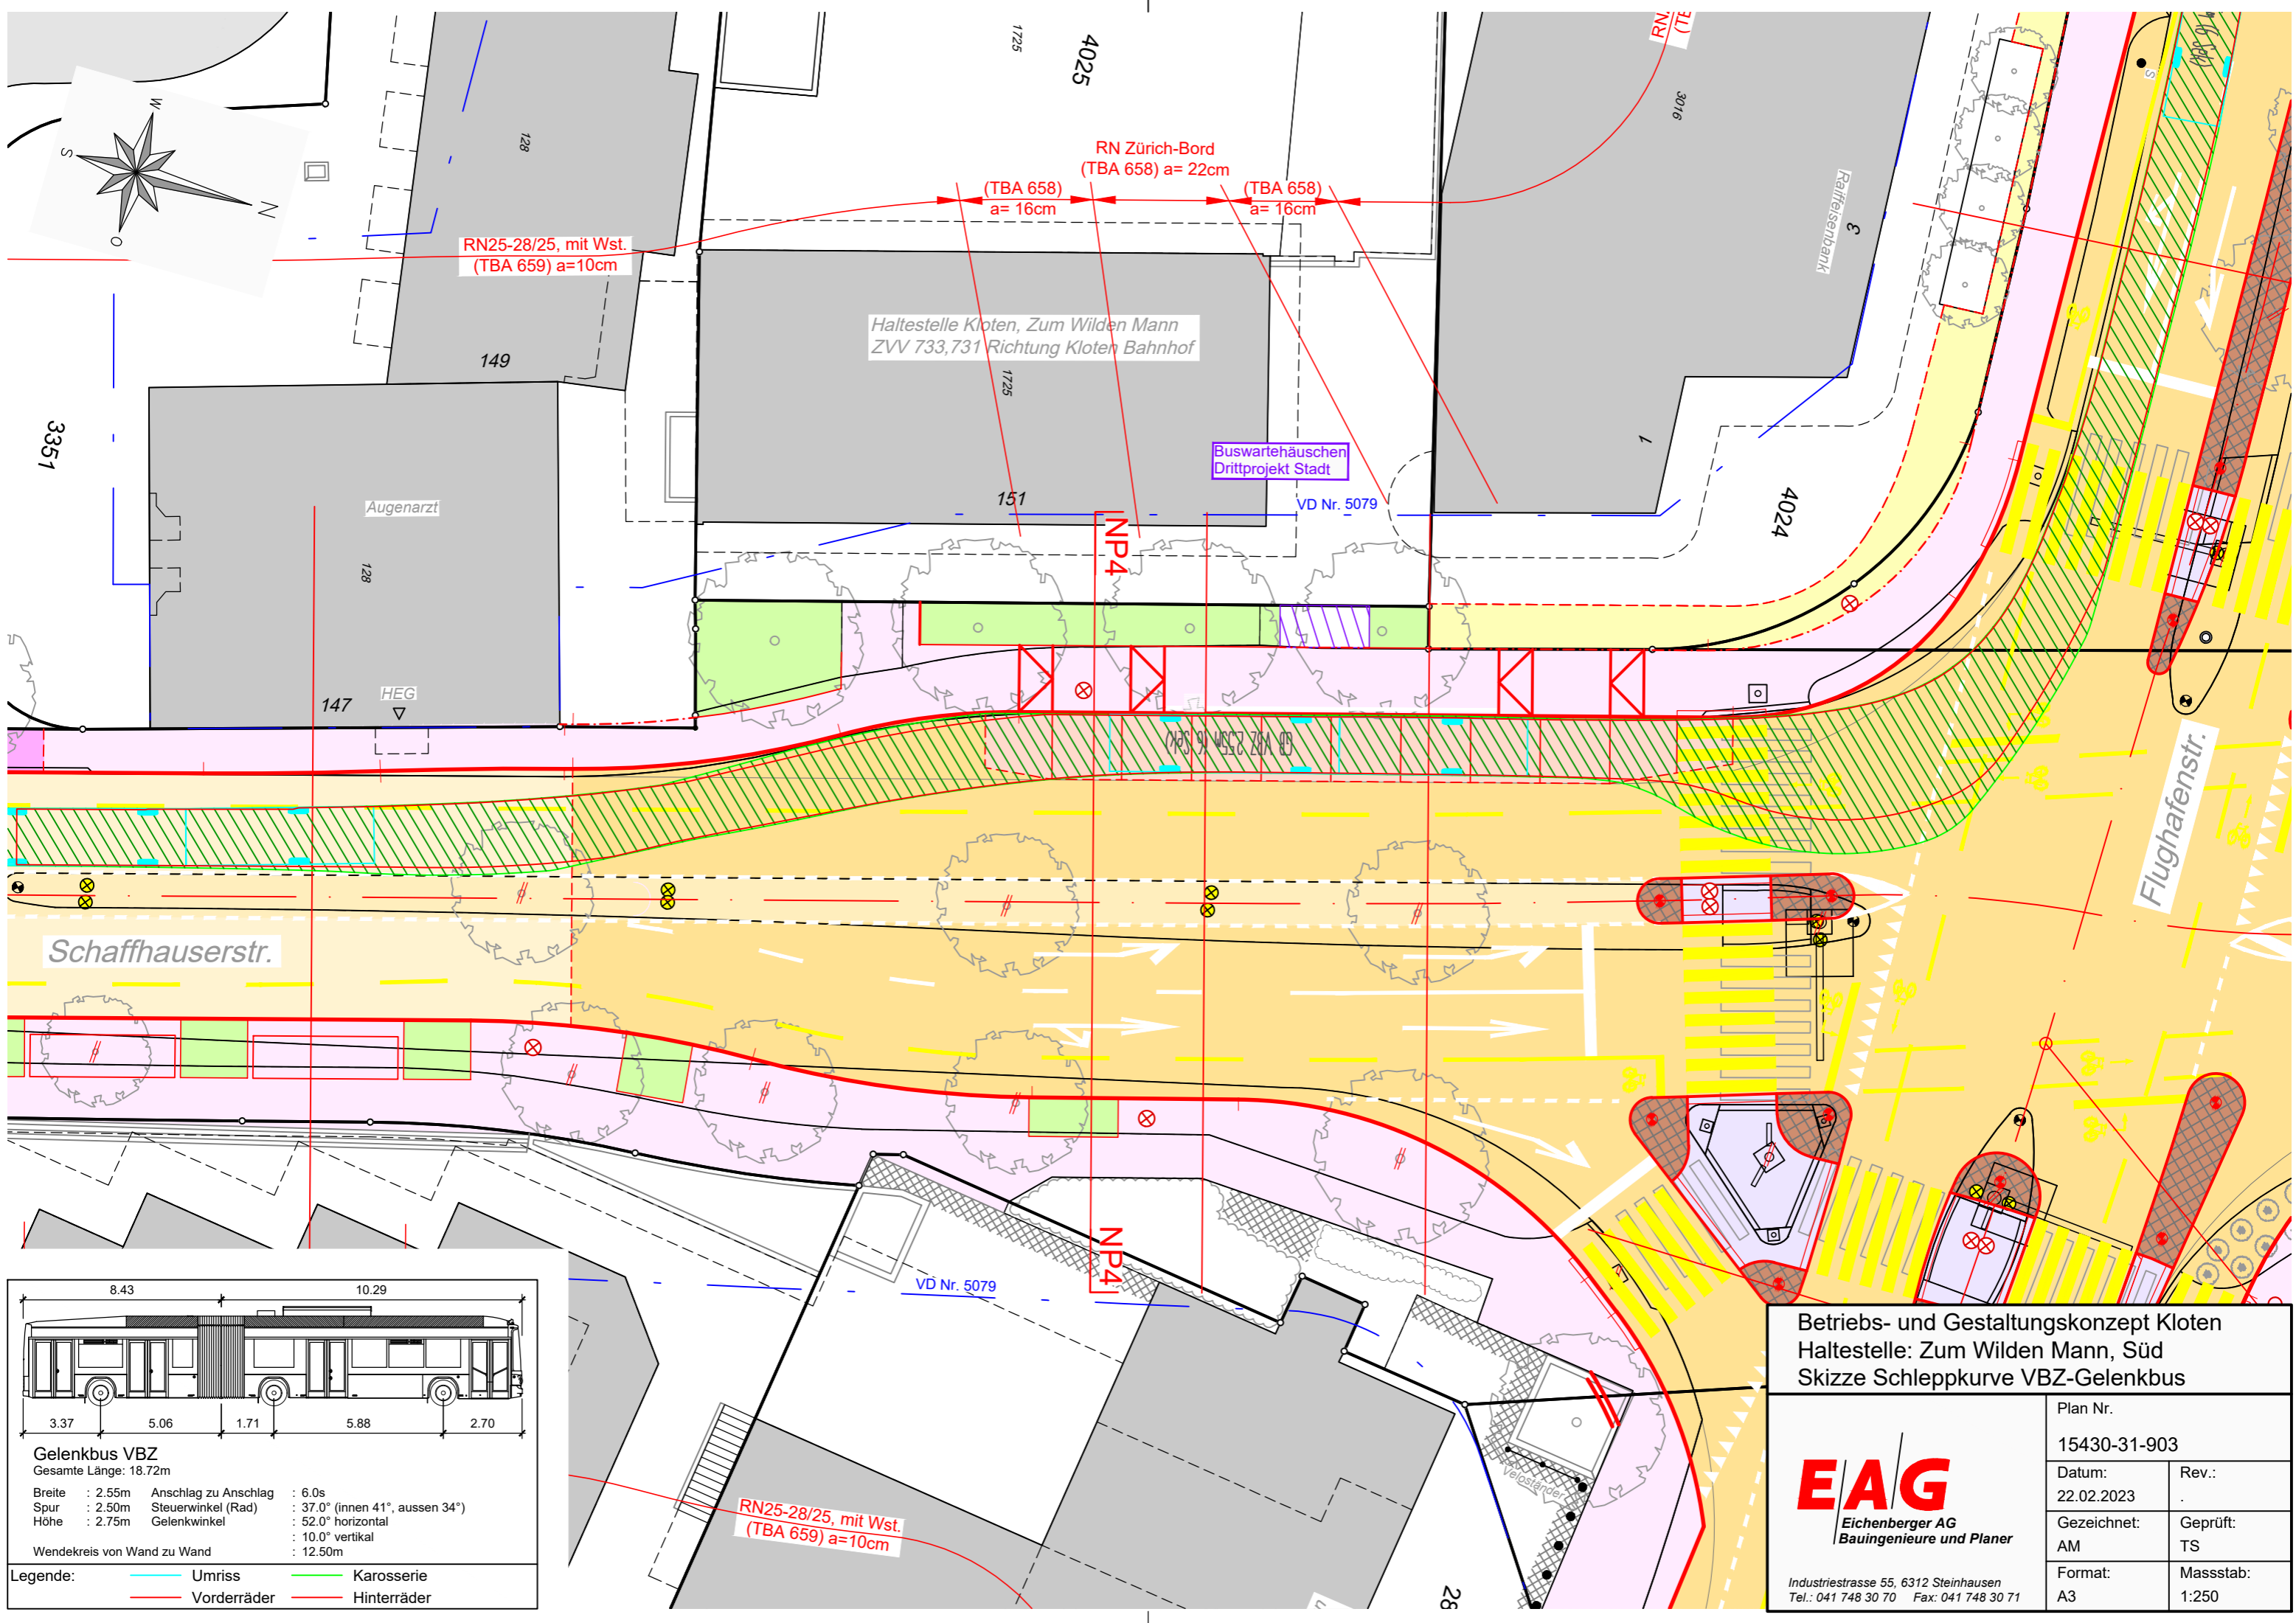 1725
4025
128
3016
RN Zürich-Bord
(TBA 658) a= 22cm
(TBA 658)
a= 16cm
(TBA 658)
a= 16cm
W
S
N
O
RN25-28/25, mit Wst.
(TBA 659) a=10cm
Raiffeisenbank
3
Haltestelle Kloten, Zum Wilden Mann
ZVV 733,731 Richtung Kloten Bahnhof
149
1725
3351
1
Buswartehäuschen
Drittprojekt Stadt
Augenarzt
151
VD Nr. 5079
4024
NP4
128
147
HEG
GB VBZ 2.55m (6 Sek)
Flughafenstr.
Schaffhauserstr.
NP4
VD Nr. 5079
8.43
10.29
3.37
5.06
1.71
5.88
2.70
Gelenkbus VBZ
Gesamte Länge: 18.72m
Breite : 2.55m Anschlag zu Anschlag : 6.0s
Spur : 2.50m Steuerwinkel (Rad) : 37.0° (innen 41°, aussen 34°)
Höhe : 2.75m Gelenkwinkel : 52.0° horizontal
: 10.0° vertikal
Wendekreis von Wand zu Wand : 12.50m
Legende: Umriss Karosserie
Vorderräder Hinterräder
RN25-28/25, mit Wst.
(TBA 659) a=10cm
Veloständer
28
Betriebs- und Gestaltungskonzept Kloten
Haltestelle: Zum Wilden Mann, Süd
Skizze Schleppkurve VBZ-Gelenkbus
Plan Nr.
15430-31-903
Datum: Rev.:
22.02.2023 .
Gezeichnet: Geprüft:
AM TS
Format: Massstab:
A3 1:250
EAG
Eichenberger AG
Bauingenieure und Planer
Industriestrasse 55, 6312 Steinhausen
Tel.: 041 748 30 70 Fax: 041 748 30 71